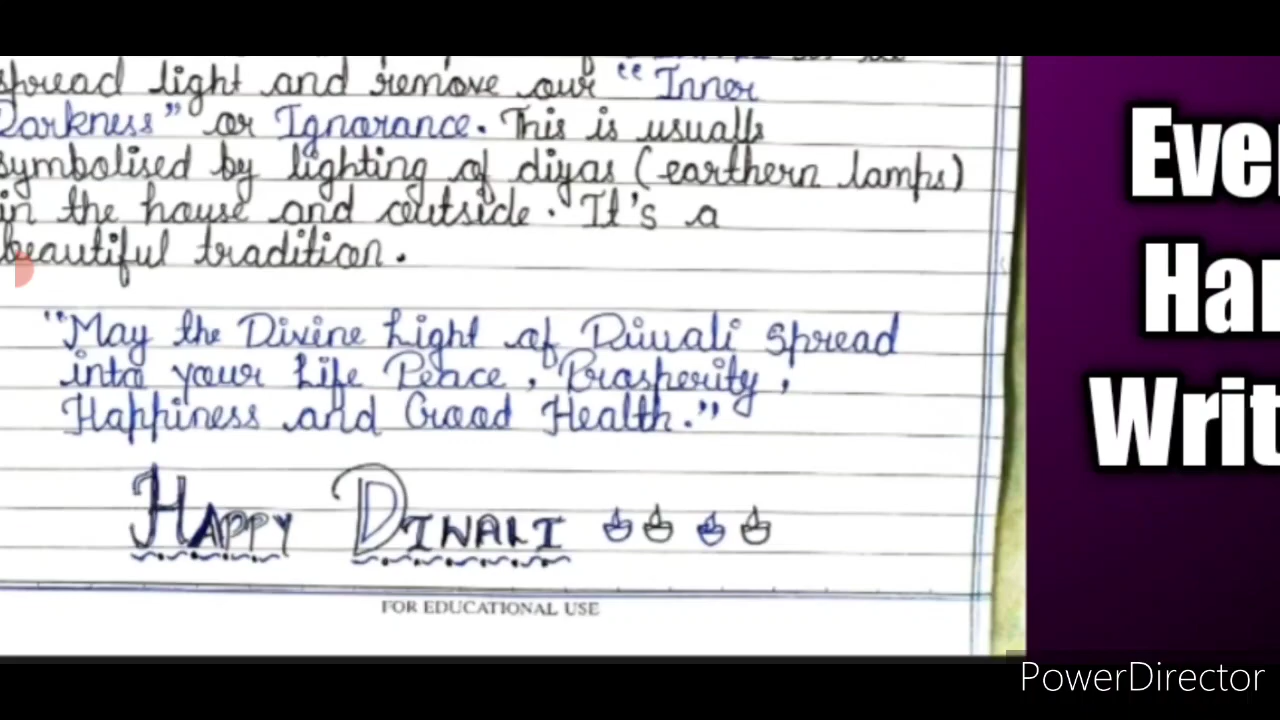 spread light and remove our "Inner
Darkness" or Ignorance. This is usually
symbolised by lighting of diyas (earthern lamps)
in the house and outside. It's a
beautiful tradition.
"May the Divine Light of Diwali Spread
into your Life Peace, Prosperity,
Happiness and Good Health."
HAPPY DIWALI
FOR EDUCATIONAL USE
Eve
Har
Writ
PowerDirector